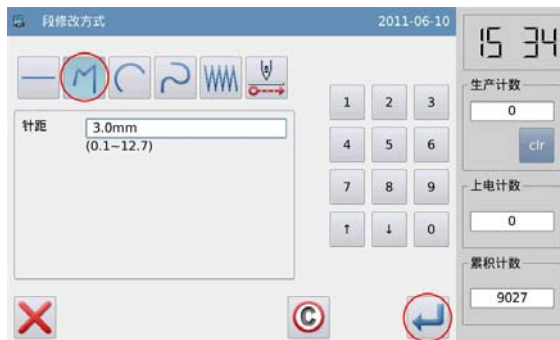 段修改方式 2011-06-10
15 34
针距 3.0mm
(0.1~12.7)
1 2 3
4 5 6
7 8 9
↑ ↓ 0
C
生产计数
0
clr
上电计数
0
累积计数
9027